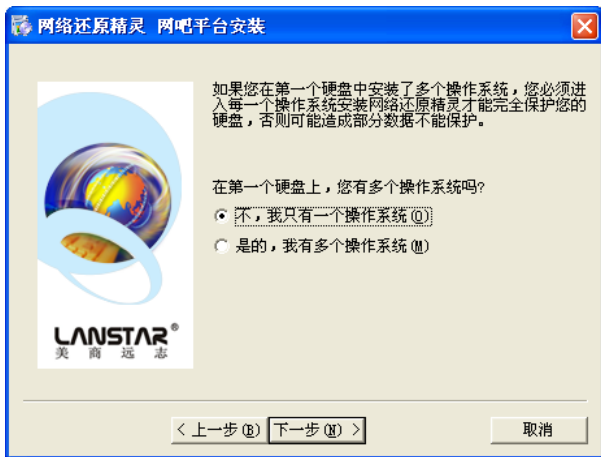 网络还原精灵 网吧平台安装
如果您在第一个硬盘中安装了多个操作系统，您必须进
入每一个操作系统安装网络还原精灵才能完全保护您的
硬盘，否则可能造成部分数据不能保护。
在第一个硬盘上，您有多个操作系统吗?
不，我只有一个操作系统(O)
是的，我有多个操作系统(M)
LANSTAR®
美商远志
< 上一步(B)
下一步(N) >
取消